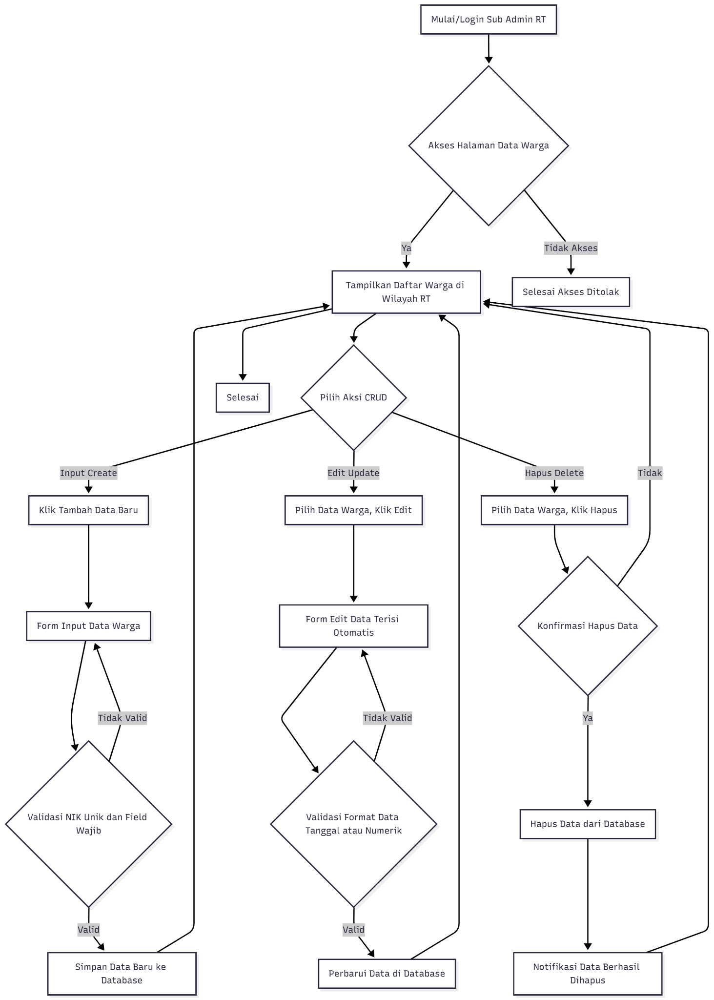 Mulai/Login Sub Admin RT
Akses Halaman Data Warga
Ya
Tidak Akses
Tampilkan Daftar Warga di
Wilayah RT
Selesai Akses Ditolak
Selesai
Pilih Aksi CRUD
Input Create
Edit Update
Hapus Delete
Tidak
Klik Tambah Data Baru
Pilih Data Warga, Klik Edit
Pilih Data Warga, Klik Hapus
Form Input Data Warga
Form Edit Data Terisi
Otomatis
Konfirmasi Hapus Data
Tidak Valid
Tidak Valid
Ya
Validasi NIK Unik dan Field
Wajib
Validasi Format Data
Tanggal atau Numerik
Hapus Data dari Database
Valid
Valid
Simpan Data Baru ke
Database
Perbarui Data di Database
Notifikasi Data Berhasil
Dihapus